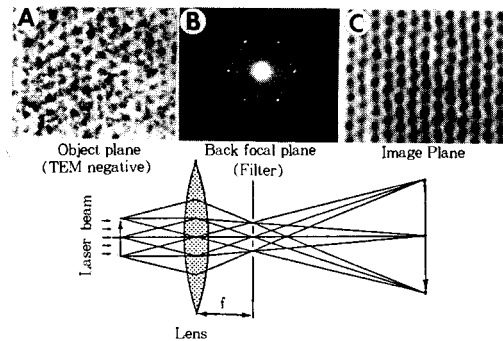 A
B
C
Object plane
(TEM negative)
Back focal plane
(Filter)
Image Plane
Laser beam
f
Lens